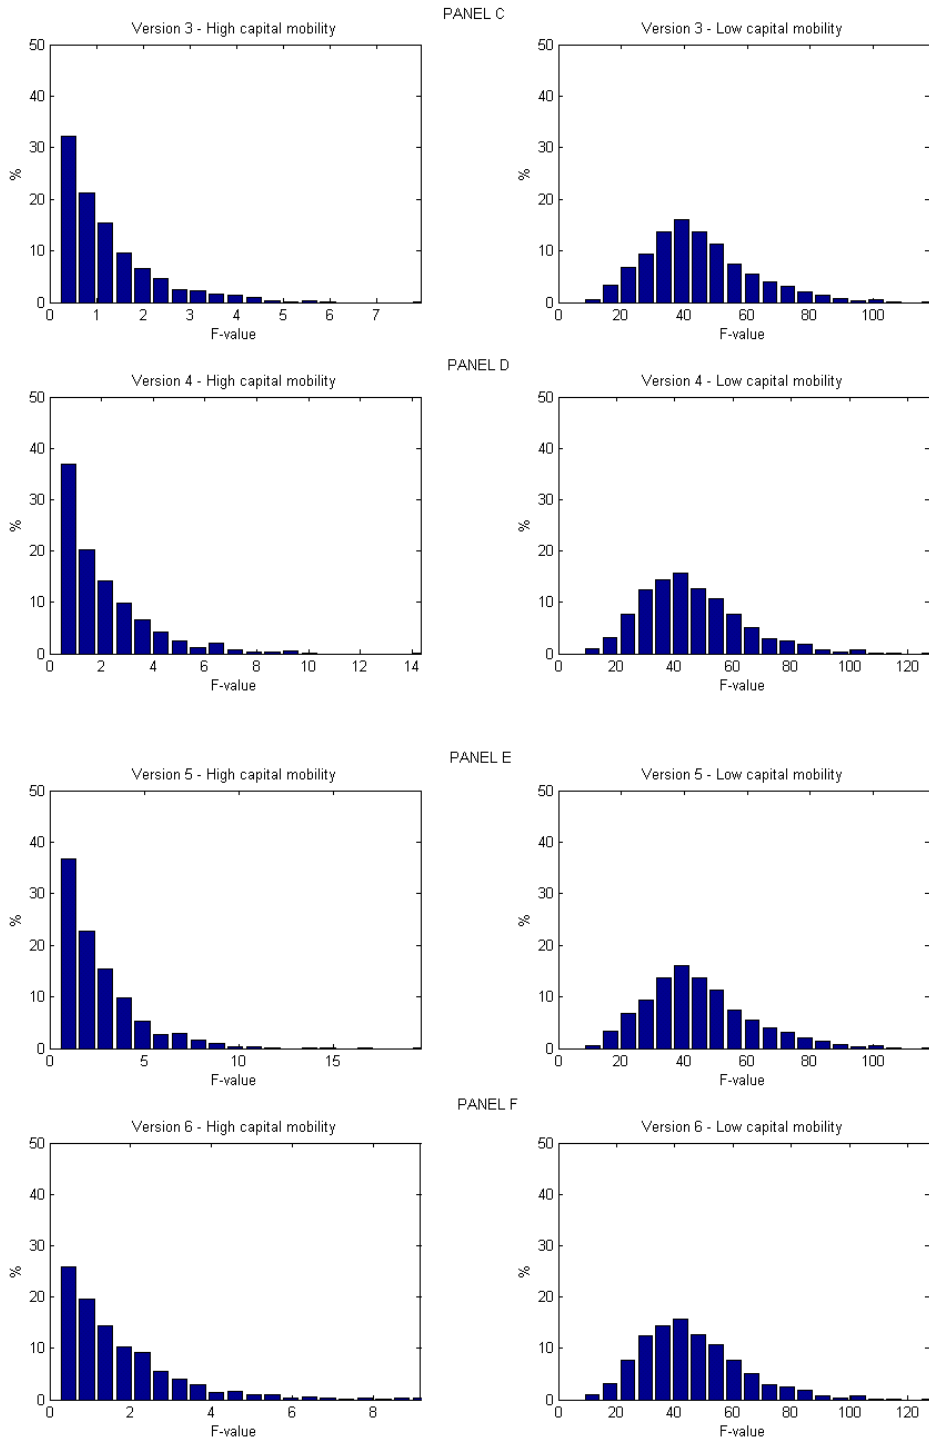 PANEL C
Version 3 - High capital mobility
Version 3 - Low capital mobility
50
40
30
20
10
0
%
0 1 2 3 4 5 6 7
F-value
50
40
30
20
10
0
%
0 20 40 60 80 100
F-value
PANEL D
Version 4 - High capital mobility
Version 4 - Low capital mobility
50
40
30
20
10
0
%
0 2 4 6 8 10 12 14
F-value
50
40
30
20
10
0
%
0 20 40 60 80 100 120
F-value
PANEL E
Version 5 - High capital mobility
Version 5 - Low capital mobility
50
40
30
20
10
0
%
0 5 10 15
F-value
50
40
30
20
10
0
%
0 20 40 60 80 100
F-value
PANEL F
Version 6 - High capital mobility
Version 6 - Low capital mobility
50
40
30
20
10
0
%
0 2 4 6 8
F-value
50
40
30
20
10
0
%
0 20 40 60 80 100 120
F-value